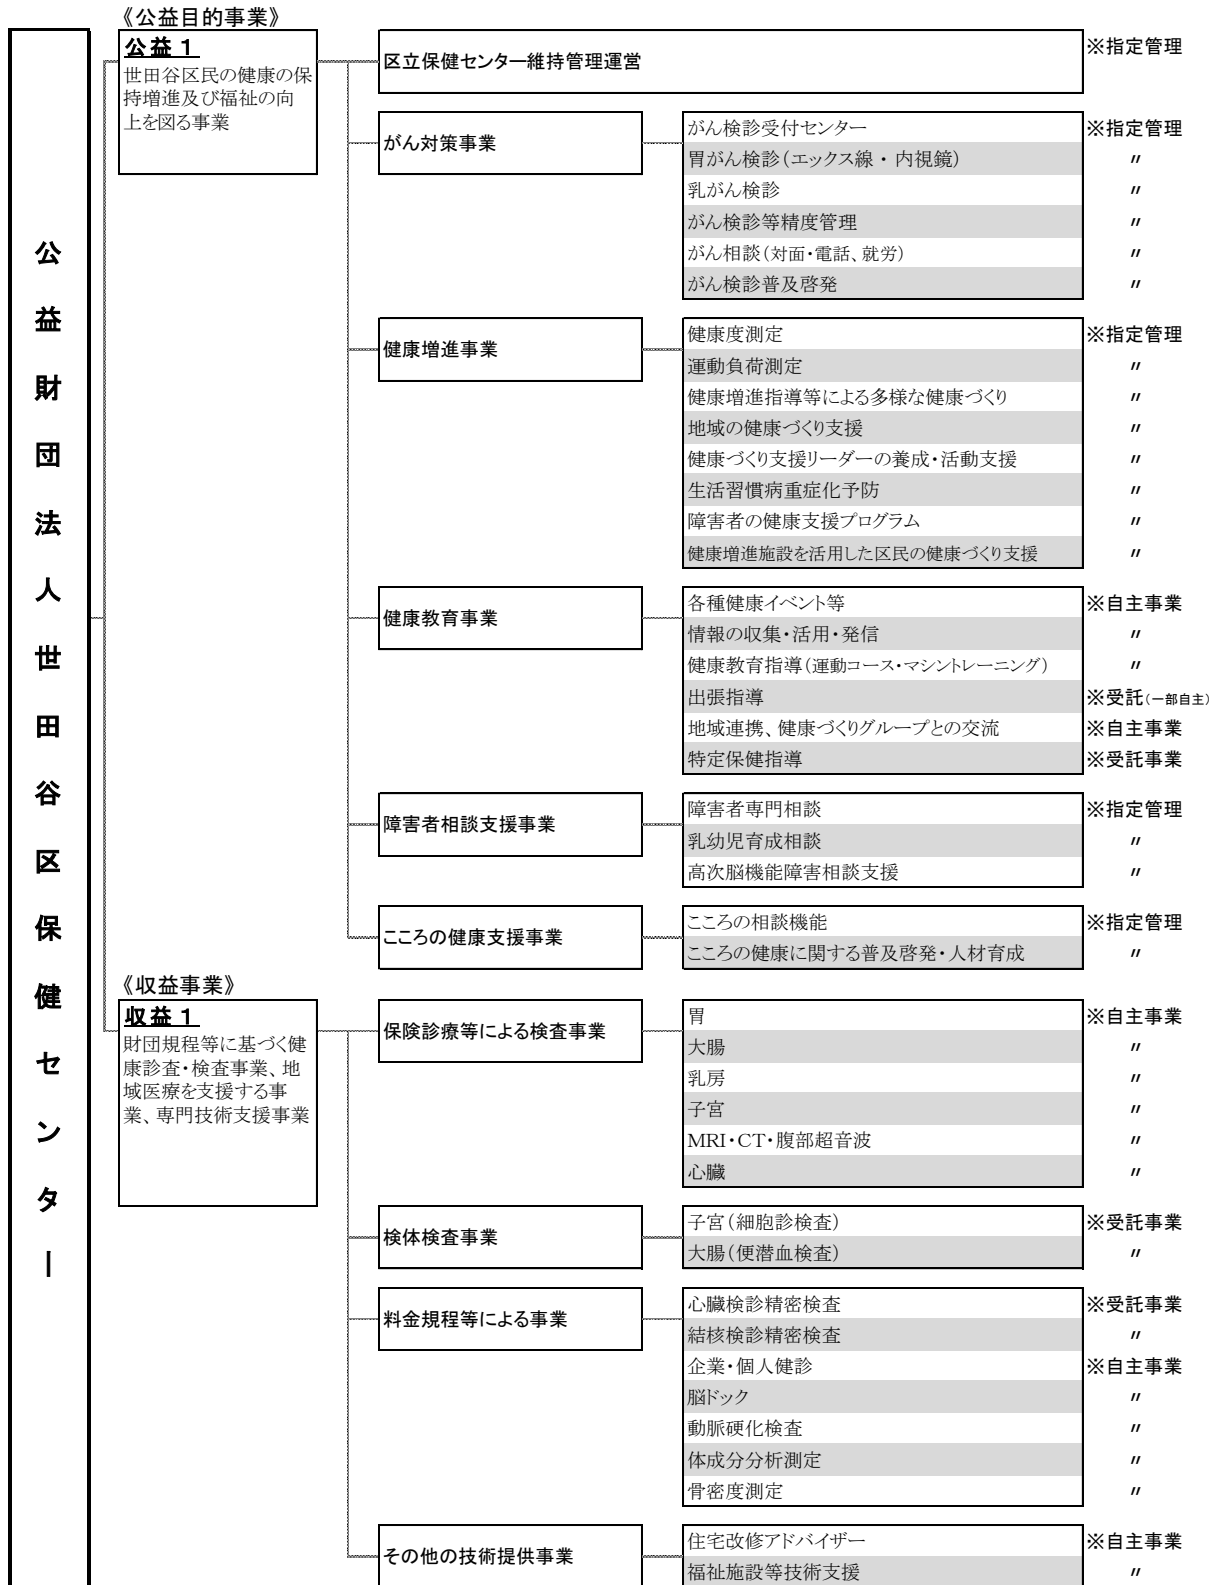 公益財団法人世田谷区保健センター
《公益目的事業》
公益１
世田谷区民の健康の保
持増進及び福祉の向
上を図る事業
区立保健センター維持管理運営
※指定管理
がん対策事業
がん検診受付センター
※指定管理
胃がん検診（エックス線・内視鏡）
〃
乳がん検診
〃
がん検診等精度管理
〃
がん相談（対面・電話、就労）
〃
がん検診普及啓発
〃
健康増進事業
健康度測定
※指定管理
運動負荷測定
〃
健康増進指導等による多様な健康づくり
〃
地域の健康づくり支援
〃
健康づくり支援リーダーの養成・活動支援
〃
生活習慣病重症化予防
〃
障害者の健康支援プログラム
〃
健康増進施設を活用した区民の健康づくり支援
〃
健康教育事業
各種健康イベント等
※自主事業
情報の収集・活用・発信
〃
健康教育指導（運動コース・マシントレーニング）
〃
出張指導
※受託（一部自主）
地域連携、健康づくりグループとの交流
※自主事業
特定保健指導
※受託事業
障害者相談支援事業
障害者専門相談
※指定管理
乳幼児育成相談
〃
高次脳機能障害相談支援
〃
こころの健康支援事業
こころの相談機能
※指定管理
こころの健康に関する普及啓発・人材育成
〃
《収益事業》
収益１
財団規程等に基づく健
康診査・検査事業、地
域医療を支援する事
業、専門技術支援事業
保険診療等による検査事業
胃
※自主事業
大腸
〃
乳房
〃
子宮
〃
MRI・CT・腹部超音波
〃
心臓
〃
検体検査事業
子宮（細胞診検査）
※受託事業
大腸（便潜血検査）
〃
料金規程等による事業
心臓検診精密検査
※受託事業
結核検診精密検査
〃
企業・個人健診
※自主事業
脳ドック
〃
動脈硬化検査
〃
体成分分析測定
〃
骨密度測定
〃
その他の技術提供事業
住宅改修アドバイザー
※自主事業
福祉施設等技術支援
〃